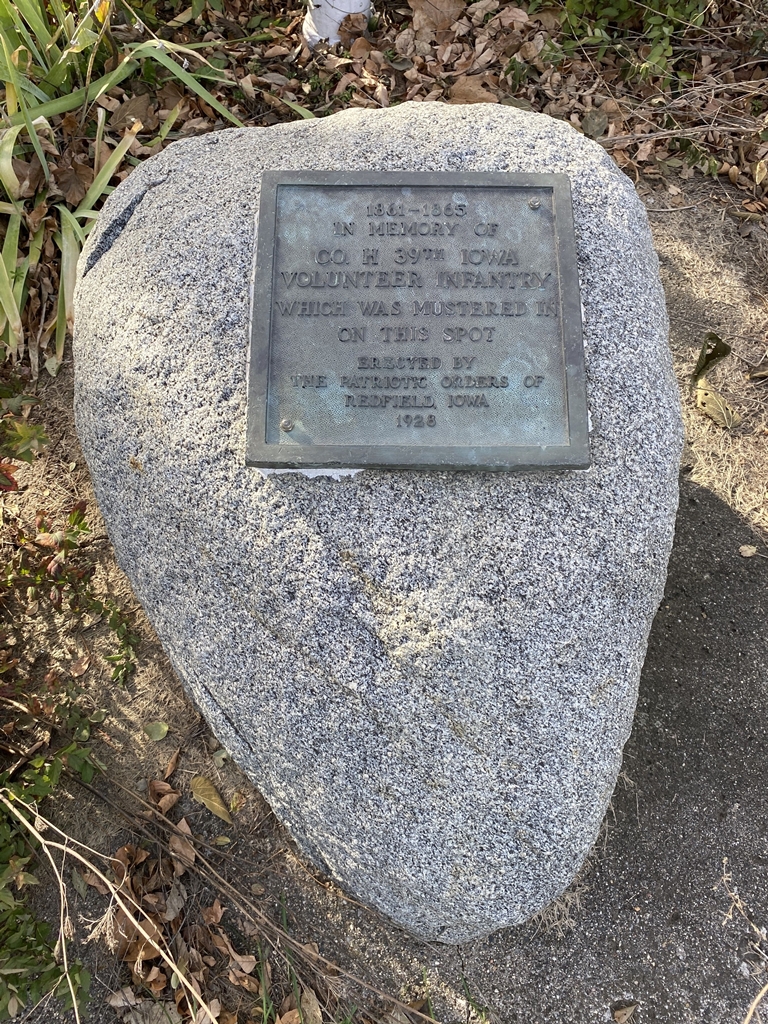 1861-1865
IN MEMORY OF
CO. H 39TH IOWA
VOLUNTEER INFANTRY
WHICH WAS MUSTERED IN
ON THIS SPOT
ERECTED BY
THE PATRIOTIC ORDERS OF
REDFIELD, IOWA
1928